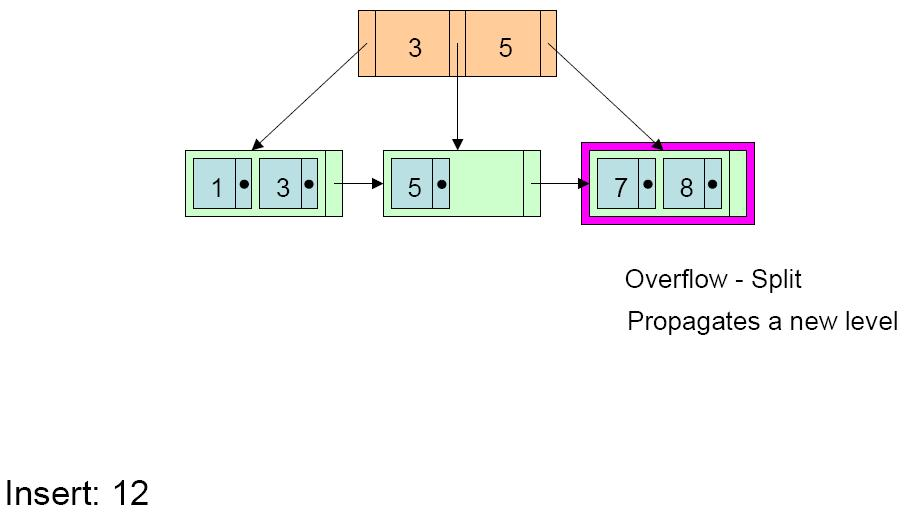 3 5
1 3 5 7 8
Overflow - Split
Propagates a new level
Insert: 12